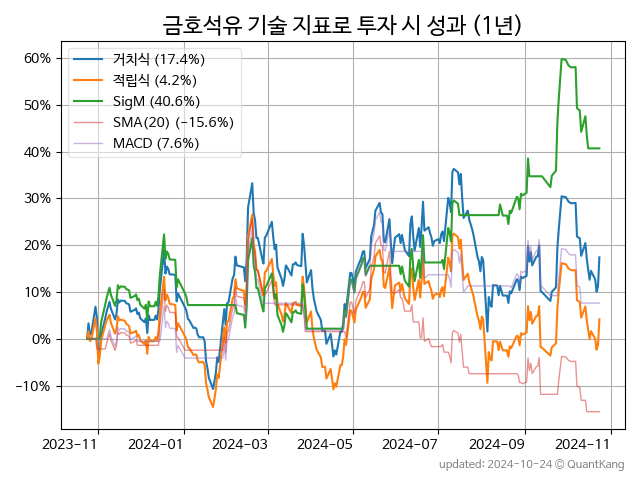 금호석유 기술 지표로 투자 시 성과 (1년)
거치식 (17.4%)
적립식 (4.2%)
SigM (40.6%)
SMA(20) (-15.6%)
MACD (7.6%)
60%
50%
40%
30%
20%
10%
0%
-10%
2023-11 2024-01 2024-03 2024-05 2024-07 2024-09 2024-11
updated: 2024-10-24 © QuantKang